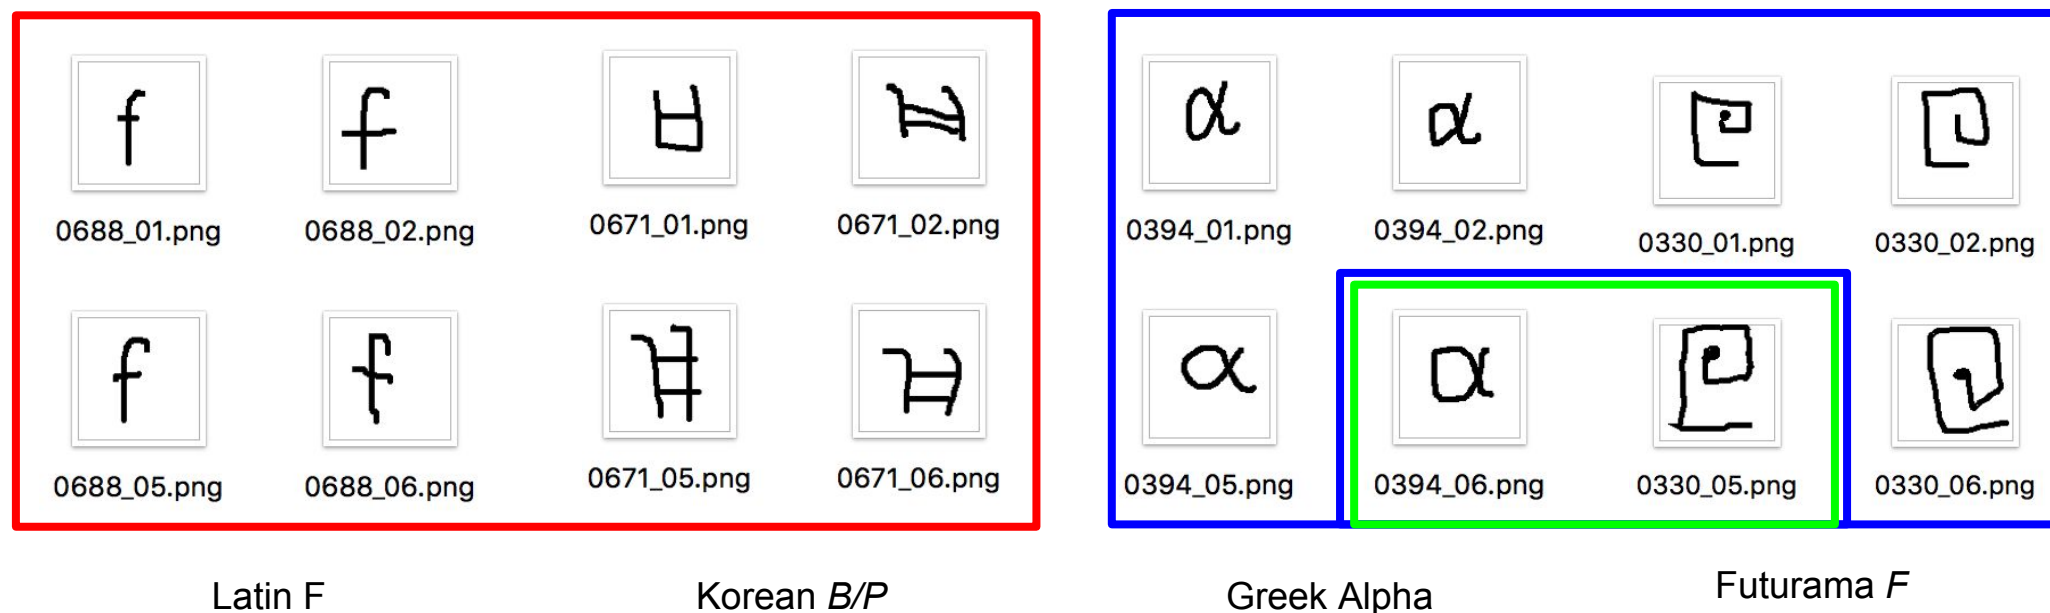 f f ㅂ ㅂ α α
0688_01.png 0688_02.png 0671_01.png 0671_02.png 0394_01.png 0394_02.png 0330_01.png 0330_02.png
f f ㅂ ㅂ α α
0688_05.png 0688_06.png 0671_05.png 0671_06.png 0394_05.png 0394_06.png 0330_05.png 0330_06.png
Latin F Korean B/P Greek Alpha Futurama F